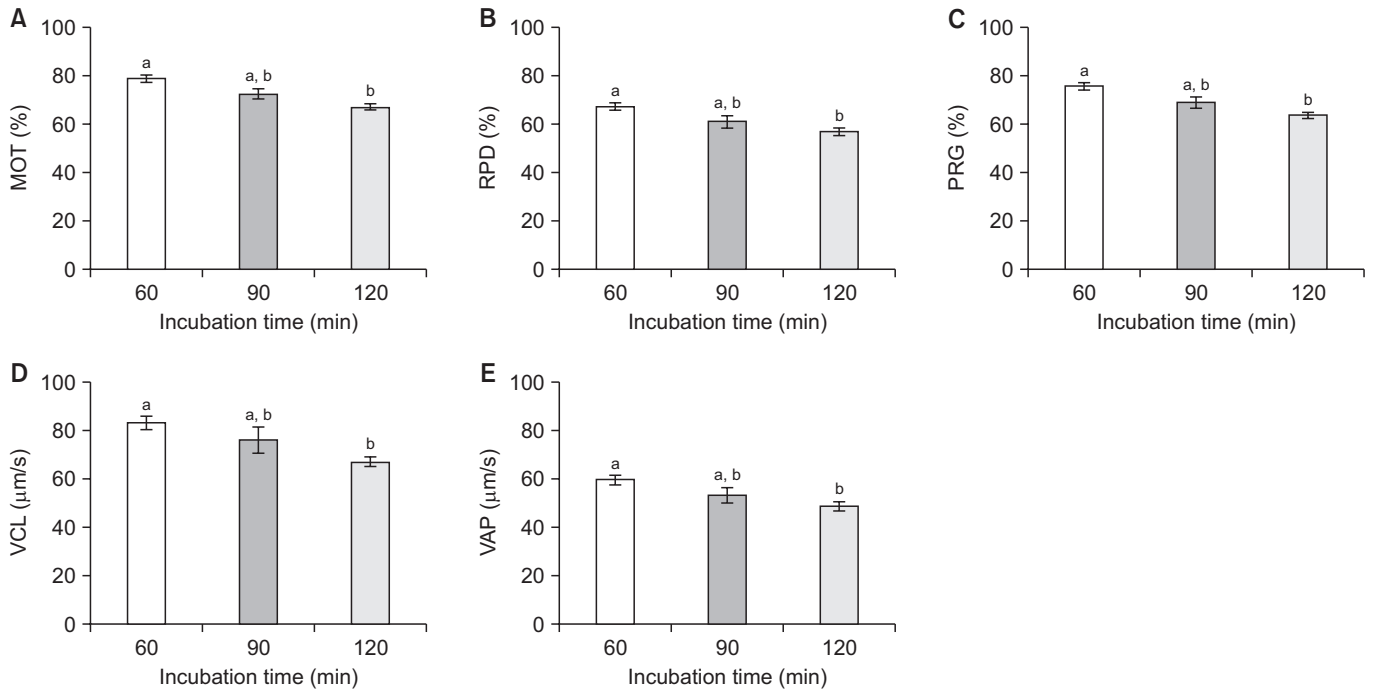 A
MOT (%)
100
80
60
40
20
0
a
a, b
b
60 90 120
Incubation time (min)
B
RPD (%)
100
80
60
40
20
0
a
a, b
b
60 90 120
Incubation time (min)
C
PRG (%)
100
80
60
40
20
0
a
a, b
b
60 90 120
Incubation time (min)
D
VCL (μm/s)
100
80
60
40
20
0
a
a, b
b
60 90 120
Incubation time (min)
E
VAP (μm/s)
100
80
60
40
20
0
a
a, b
b
60 90 120
Incubation time (min)